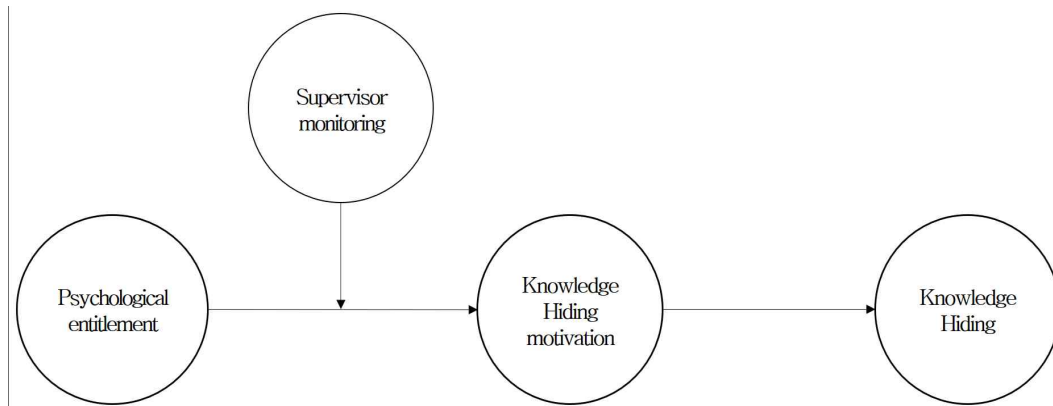 Supervisor
monitoring
Psychological
entitlement
Knowledge
Hiding
motivation
Knowledge
Hiding